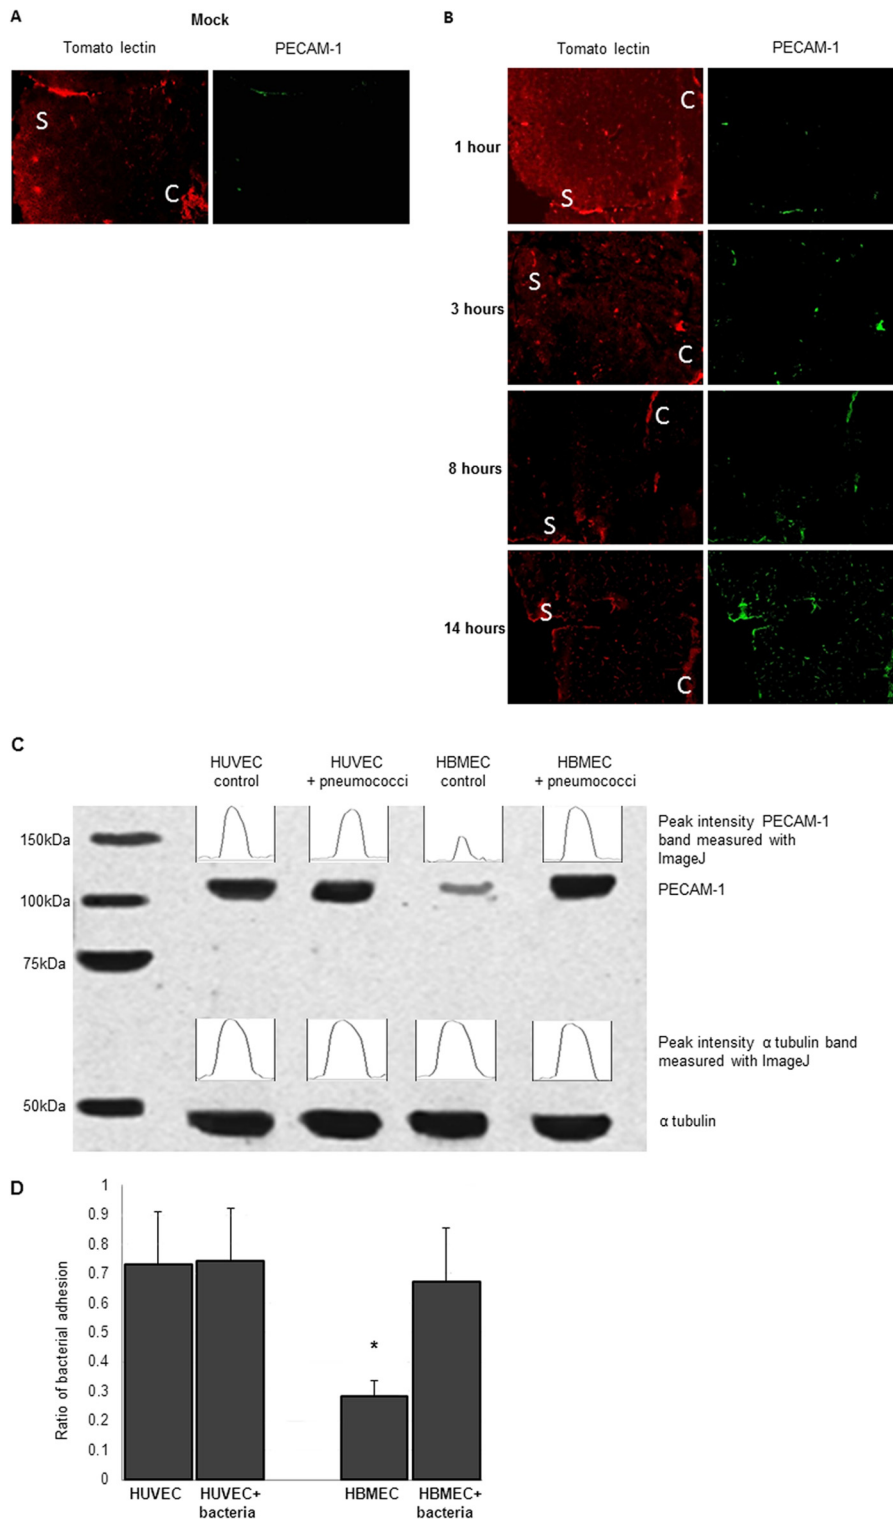 A
Mock
Tomato lectin
PECAM-1
S
C
B
Tomato lectin
PECAM-1
1 hour
C
S
3 hours
S
C
8 hours
C
S
14 hours
S
C
C
HUVEC
control
HUVEC
+ pneumococci
HBMEC
control
HBMEC
+ pneumococci
150kDa
Peak intensity PECAM-1
band measured with
ImageJ
100kDa
PECAM-1
75kDa
Peak intensity α tubulin band
measured with ImageJ
50kDa
α tubulin
D
Ratio of bacterial adhesion
1
0.9
0.8
0.7
0.6
0.5
0.4
0.3
0.2
0.1
0
*
HUVEC
HUVEC+
bacteria
HBMEC
HBMEC+
bacteria